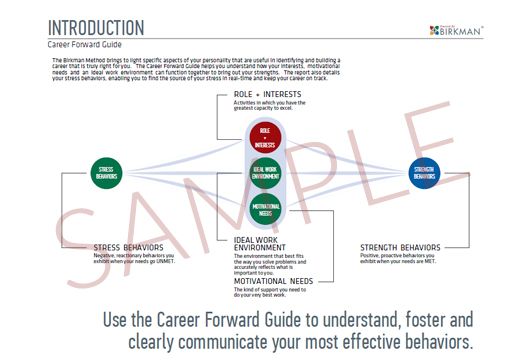 INTRODUCTION
Career Forward Guide
BIRKMAN
The Birkman Method brings to light specific aspects of your personality that are useful in identifying and building a
career that is truly right for you. The Career Forward Guide helps you understand how your interests, motivational
needs and an ideal work environment can function together to bring out your strengths. The report also details
your stress behaviors, enabling you to find the source of your stress in real-time and keep your career on track.
ROLE + INTERESTS
Activities in which you have the
greatest capacity to excel.
ROLE
+
INTERESTS
STRESS
BEHAVIORS
IDEAL WORK
ENVIRONMENT
STRENGTH
BEHAVIORS
MOTIVATIONAL
NEEDS
SAMPLE
STRESS BEHAVIORS
Negative, reactionary behaviors you
exhibit when your needs go UNMET.
IDEAL WORK
ENVIRONMENT
The environment that best fits
the way you solve problems and
accurately reflects what is
important to you.
MOTIVATIONAL NEEDS
The kind of support you need to
do your very best work.
STRENGTH BEHAVIORS
Positive, proactive behaviors you
exhibit when your needs are MET.
Use the Career Forward Guide to understand, foster and
clearly communicate your most effective behaviors.